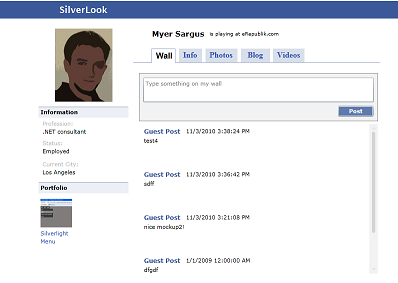 SilverLook
Myer Sargus is playing at eRepublik.com
Wall Info Photos Blog Videos
Type something on my wall
Post
Information
Profession:
.NET consultant
Status:
Employed
Current City:
Los Angeles
Portfolio
Silverlight
Menu
Guest Post 11/3/2010 3:38:24 PM
test4
Guest Post 11/3/2010 3:36:42 PM
sdff
Guest Post 11/3/2010 3:21:08 PM
nice mockup2!
Guest Post 1/1/2009 12:00:00 AM
dfgdf